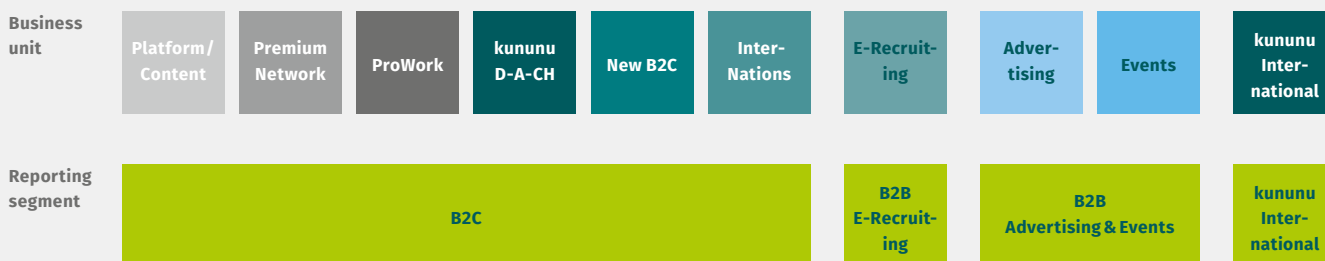 Business
unit
Platform/
Content
Premium
Network
ProWork
kununu
D-A-CH
New B2C
Inter-
Nations
E-Recruit-
ing
Adver-
tising
Events
kununu
Inter-
national
Reporting
segment
B2C
B2B
E-Recruit-
ing
B2B
Advertising & Events
kununu
Inter-
national